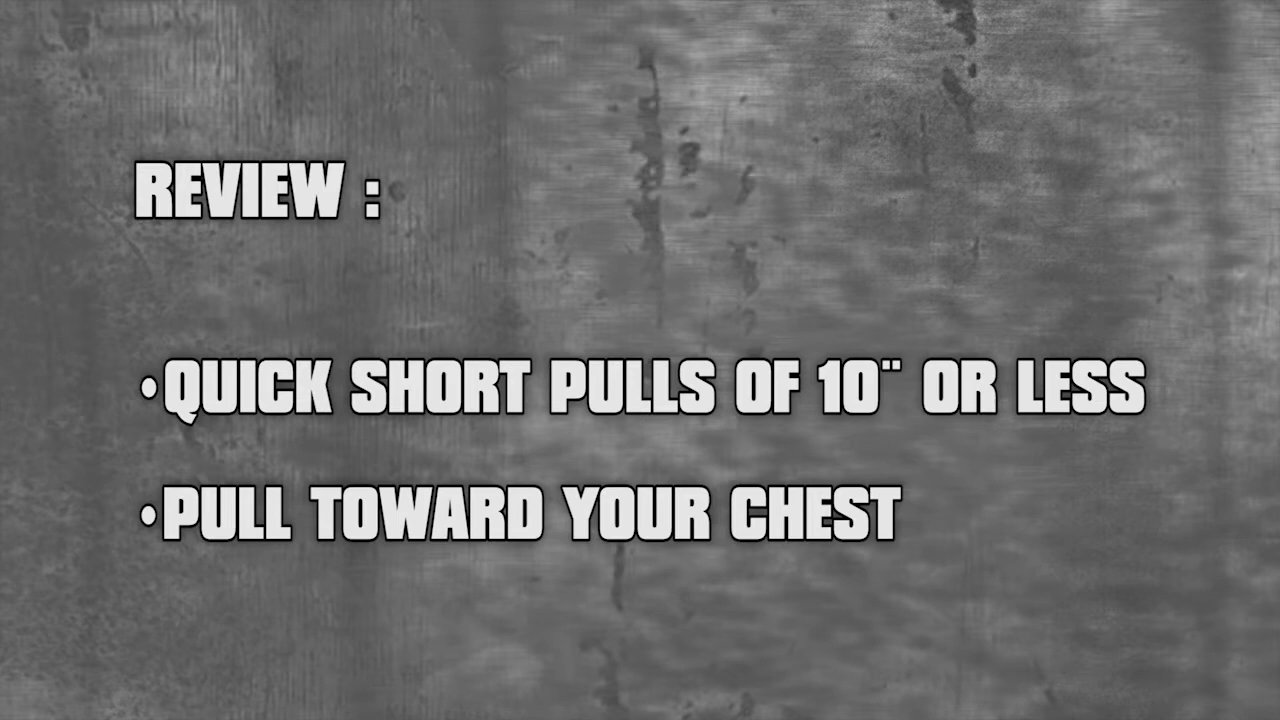 REVIEW :
•QUICK SHORT PULLS OF 10¨ OR LESS
•PULL TOWARD YOUR CHEST